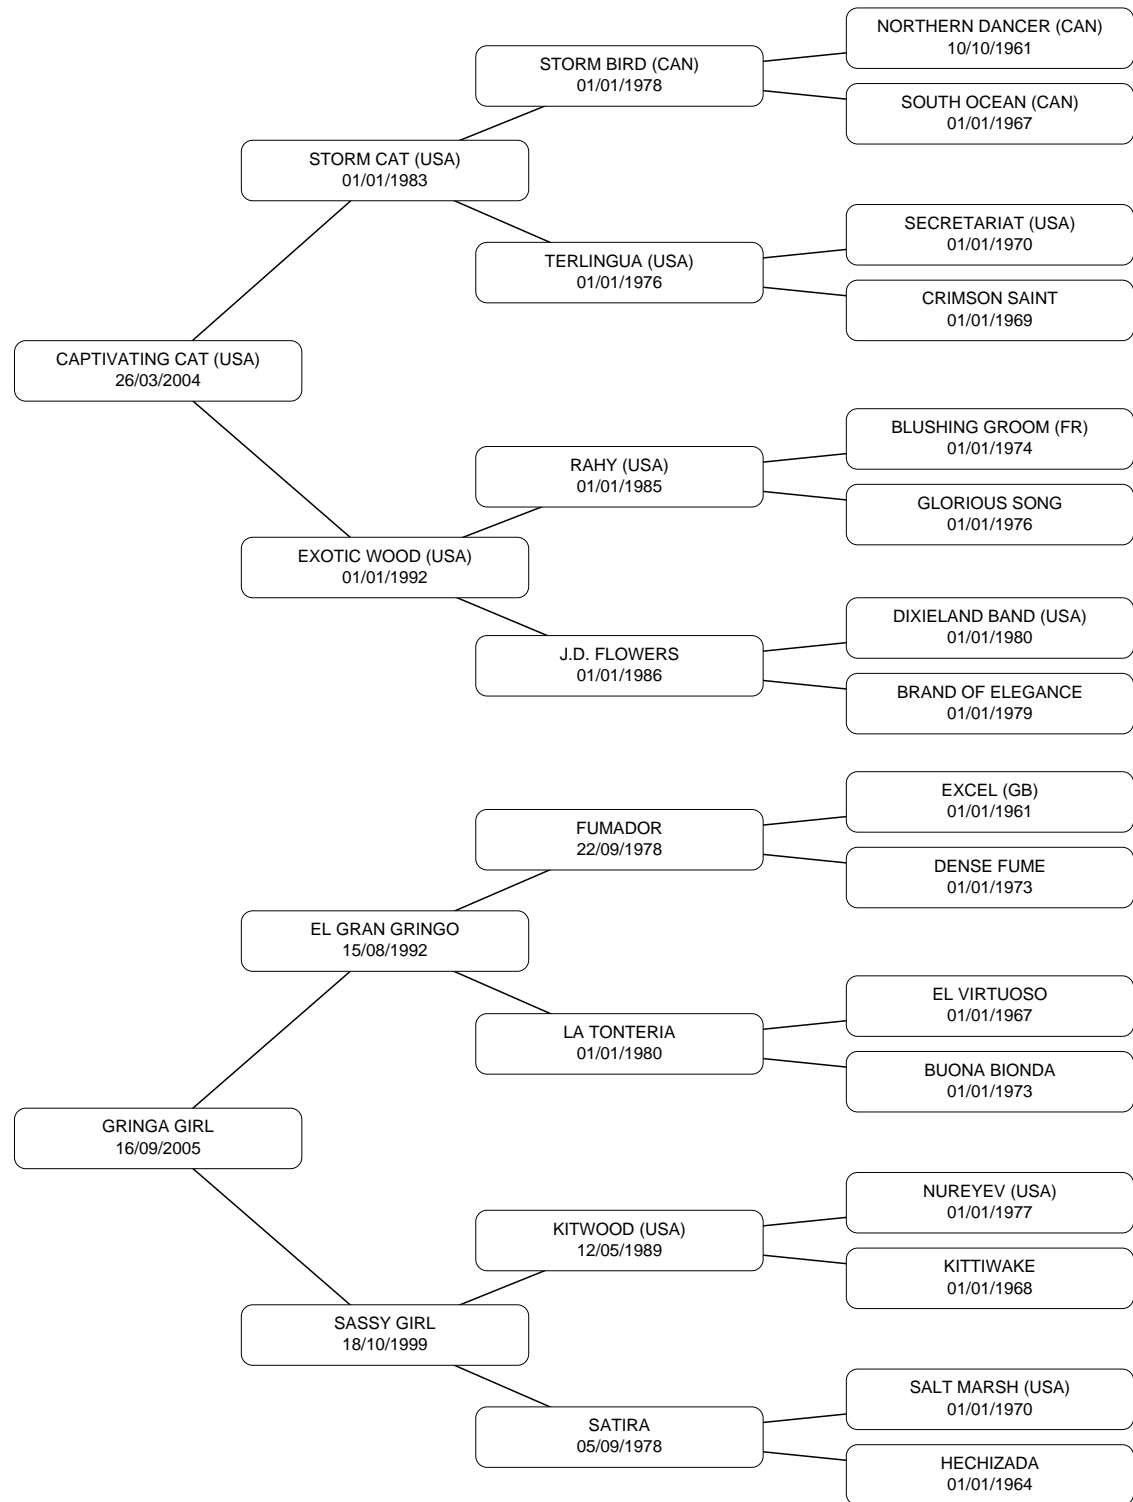 NORTHERN DANCER (CAN)
10/10/1961
STORM BIRD (CAN)
01/01/1978
SOUTH OCEAN (CAN)
01/01/1967
STORM CAT (USA)
01/01/1983
SECRETARIAT (USA)
01/01/1970
TERLINGUA (USA)
01/01/1976
CRIMSON SAINT
01/01/1969
CAPTIVATING CAT (USA)
26/03/2004
BLUSHING GROOM (FR)
01/01/1974
RAHY (USA)
01/01/1985
GLORIOUS SONG
01/01/1976
EXOTIC WOOD (USA)
01/01/1992
DIXIELAND BAND (USA)
01/01/1980
J.D. FLOWERS
01/01/1986
BRAND OF ELEGANCE
01/01/1979
EXCEL (GB)
01/01/1961
FUMADOR
22/09/1978
DENSE FUME
01/01/1973
EL GRAN GRINGO
15/08/1992
EL VIRTUOSO
01/01/1967
LA TONTERIA
01/01/1980
BUONA BIONDA
01/01/1973
GRINGA GIRL
16/09/2005
NUREYEV (USA)
01/01/1977
KITWOOD (USA)
12/05/1989
KITTIWAKE
01/01/1968
SASSY GIRL
18/10/1999
SALT MARSH (USA)
01/01/1970
SATIRA
05/09/1978
HECHIZADA
01/01/1964